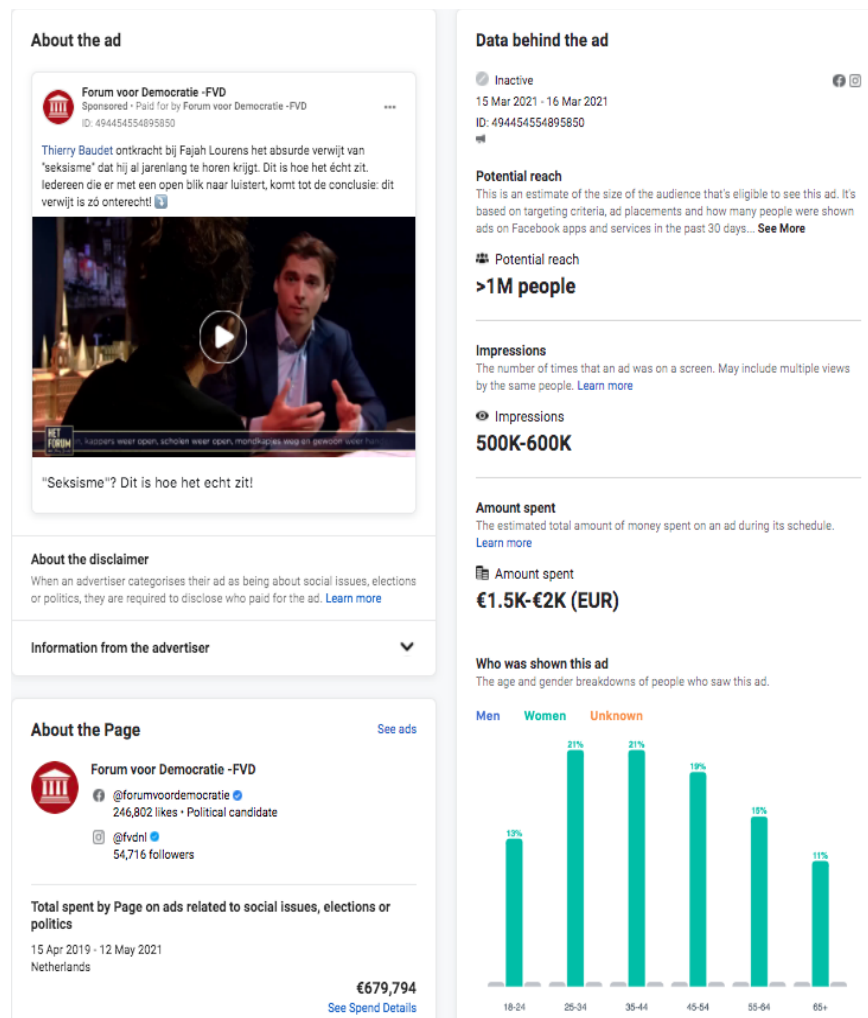 About the ad
Forum voor Democratie -FVD
Sponsored • Paid for by Forum voor Democratie -FVD
ID: 494454554895850
Thierry Baudet ontkracht bij Fajah Lourens het absurde verwijt van
"seksisme" dat hij al jarenlang te horen krijgt. Dit is hoe het écht zit.
Iedereen die er met een open blik naar luistert, komt tot de conclusie: dit
verwijt is zó onterecht!
HET
FORUM
kappers weer open, scholen weer open, mondkapjes weg en gewoon weer
"Seksisme"? Dit is hoe het echt zit!
About the disclaimer
When an advertiser categorises their ad as being about social issues, elections
or politics, they are required to disclose who paid for the ad. Learn more
Information from the advertiser
About the Page
See ads
Forum voor Democratie -FVD
@forumvoordemocratie
246,802 likes • Political candidate
@fvdnl
54,716 followers
Total spent by Page on ads related to social issues, elections or
politics
15 Apr 2019 - 12 May 2021
Netherlands
€679,794
See Spend Details
Data behind the ad
Inactive
15 Mar 2021 - 16 Mar 2021
ID: 494454554895850
Potential reach
This is an estimate of the size of the audience that's eligible to see this ad. It's
based on targeting criteria, ad placements and how many people were shown
ads on Facebook apps and services in the past 30 days... See More
Potential reach
>1M people
Impressions
The number of times that an ad was on a screen. May include multiple views
by the same people. Learn more
Impressions
500K-600K
Amount spent
The estimated total amount of money spent on an ad during its schedule.
Learn more
Amount spent
€1.5K-€2K (EUR)
Who was shown this ad
The age and gender breakdowns of people who saw this ad.
Men Women Unknown
13% 21% 21% 19% 15% 11%
18-24 25-34 35-44 45-54 55-64 65+